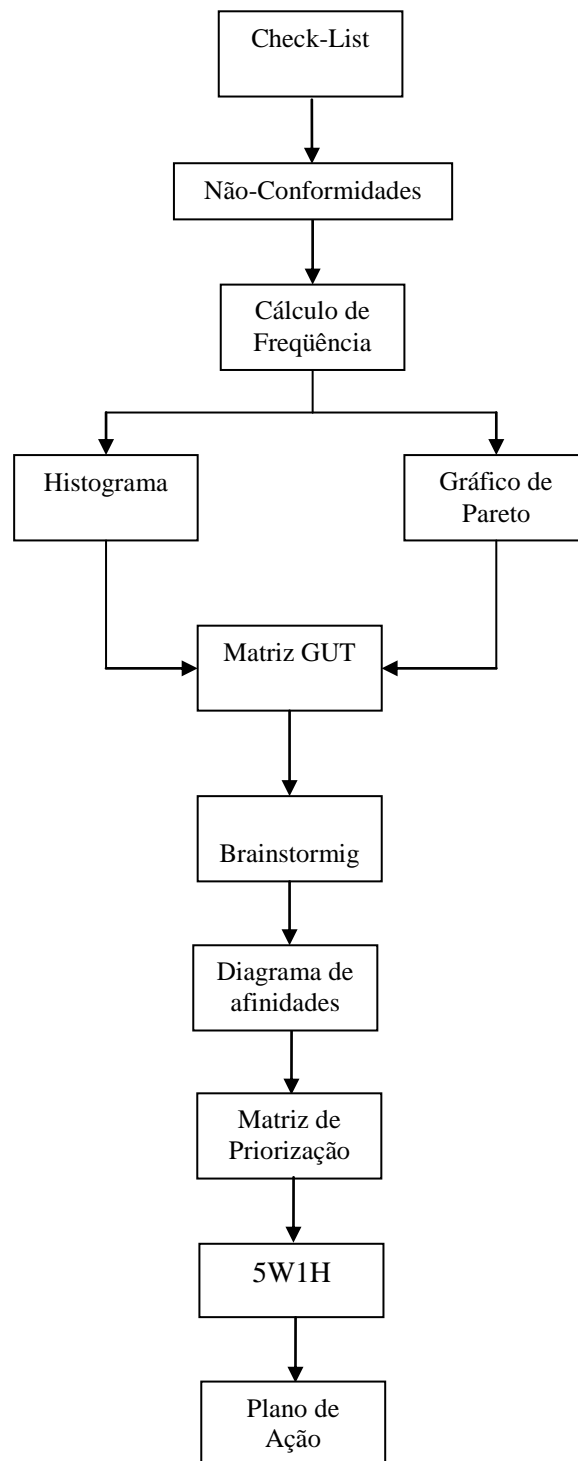 Check-List
Não-Conformidades
Cálculo de
Freqüência
Histograma
Gráfico de
Pareto
Matriz GUT
Brainstormig
Diagrama de
afinidades
Matriz de
Priorização
5W1H
Plano de
Ação